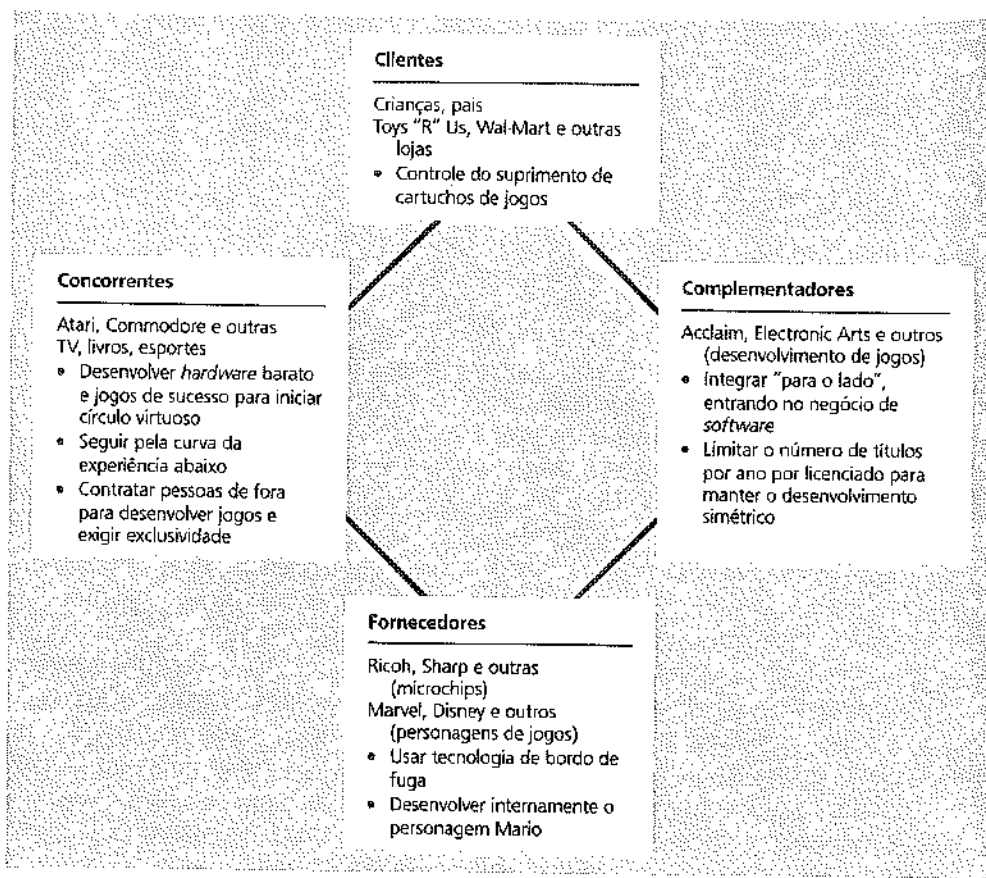 Clientes
Crianças, pais
Toys "R" Us, Wal-Mart e outras
lojas
• Controle do suprimento de
cartuchos de jogos
Concorrentes
Atari, Commodore e outras
TV, livros, esportes
• Desenvolver hardware barato
e jogos de sucesso para iniciar
círculo virtuoso
• Seguir pela curva da
experiência abaixo
• Contratar pessoas de fora
para desenvolver jogos e
exigir exclusividade
Complementadores
Acclaim, Electronic Arts e outros
(desenvolvimento de jogos)
• Integrar "para o lado",
entrando no negócio de
software
• Limitar o número de títulos
por ano por licenciado para
manter o desenvolvimento
simétrico
Fornecedores
Ricoh, Sharp e outras
(microchips)
Marvel, Disney e outros
(personagens de jogos)
• Usar tecnologia de bordo de
fuga
• Desenvolver internamente o
personagem Mario